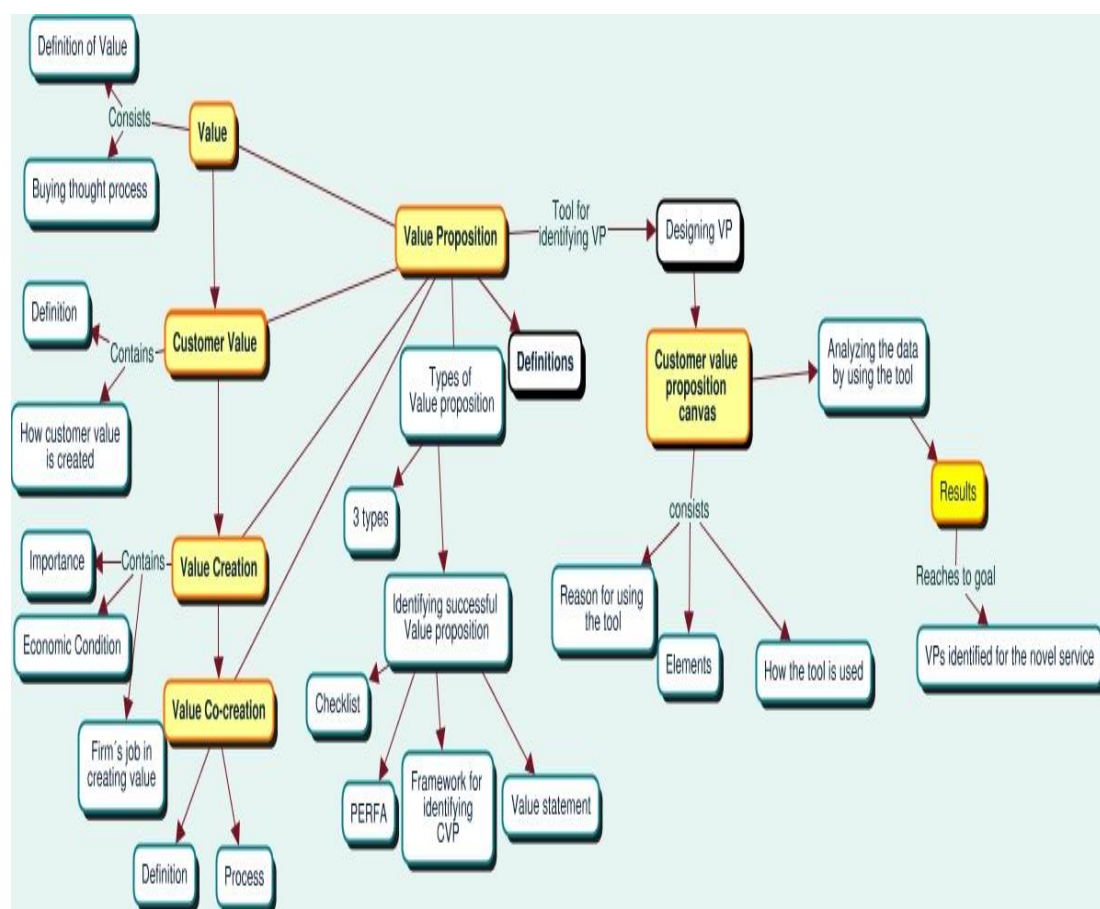 Definition of Value
Consists
Value
Buying thought process
Value Proposition
Tool for
identifying VP
Designing VP
Definition
Contains
Customer Value
How customer value
is created
Types of
Value proposition
Definitions
Customer value
proposition
canvas
Analyzing the data
by using the tool
Results
3 types
consists
Importance
Contains
Value Creation
Economic Condition
Identifying successful
Value proposition
Reason for using
the tool
Elements
How the tool is used
Reaches to goal
VPs identified for the novel service
Value Co-creation
Checklist
Firm´s job in
creating value
PERFA
Framework for
identifying
CVP
Value statement
Definition
Process